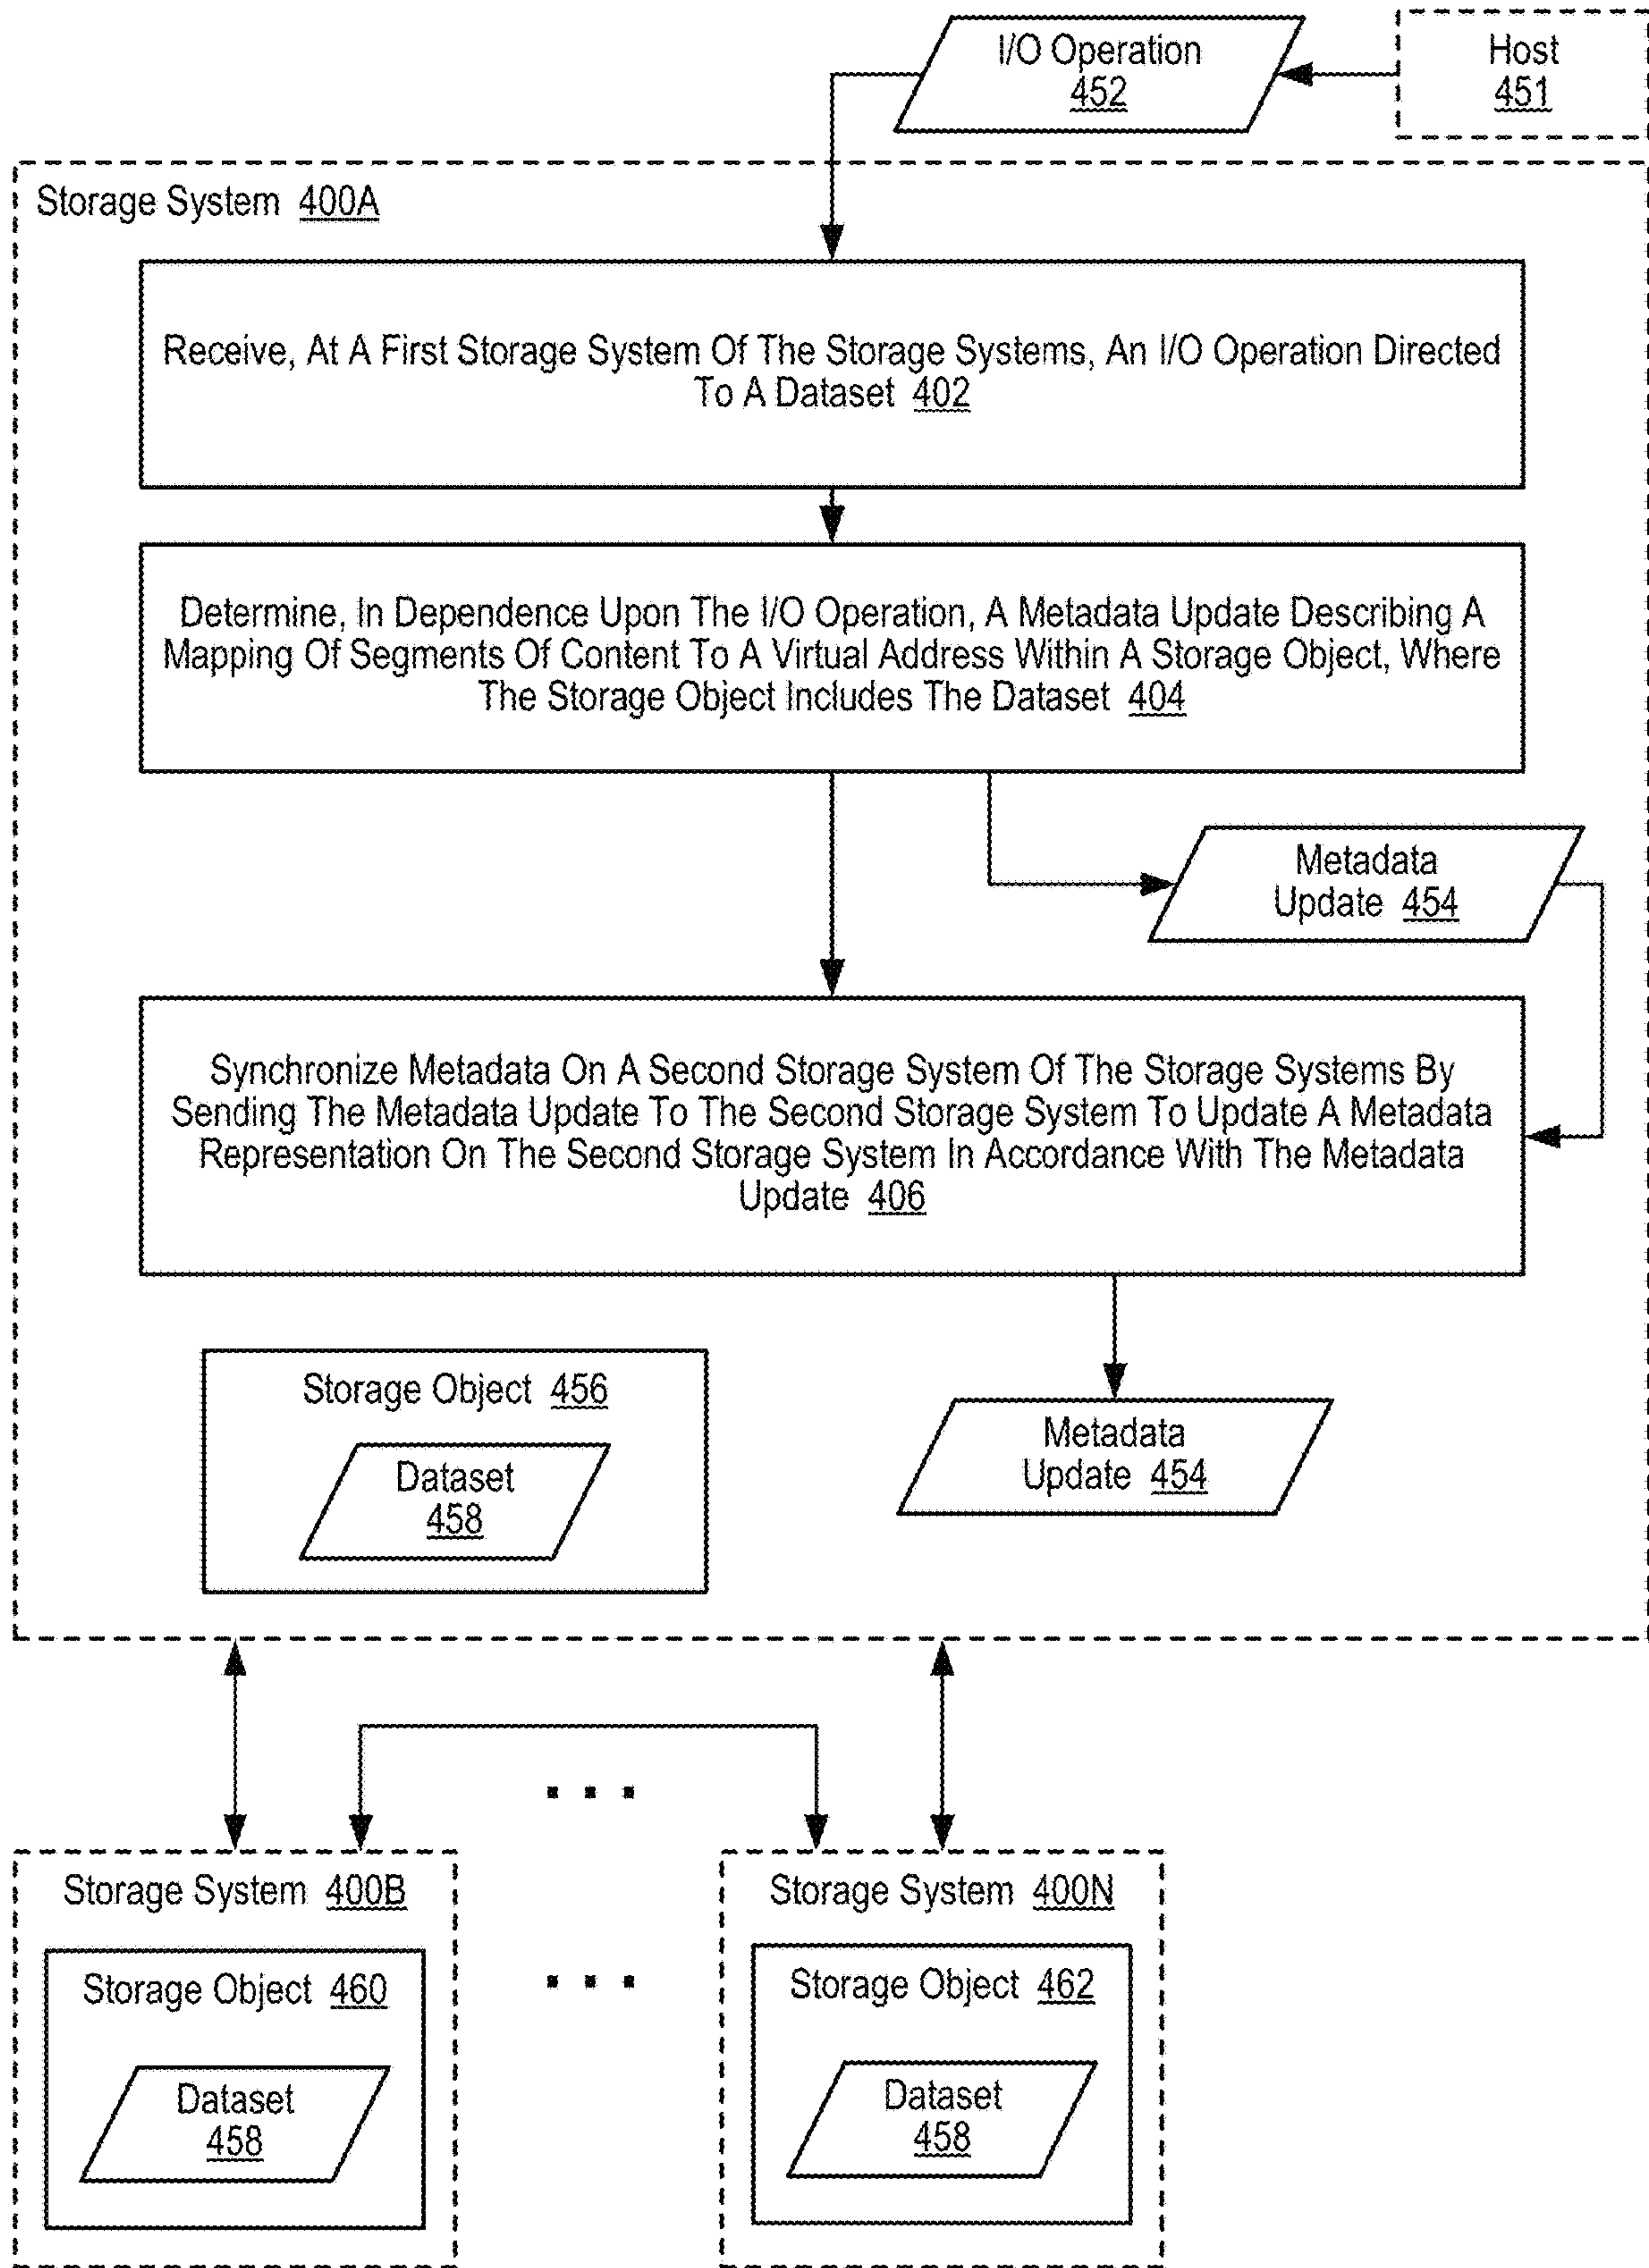 I/O Operation
452
Host
451
Storage System 400A
Receive, At A First Storage System Of The Storage Systems, An I/O Operation Directed
To A Dataset 402
Determine, In Dependence Upon The I/O Operation, A Metadata Update Describing A
Mapping Of Segments Of Content To A Virtual Address Within A Storage Object, Where
The Storage Object Includes The Dataset 404
Metadata
Update 454
Synchronize Metadata On A Second Storage System Of The Storage Systems By
Sending The Metadata Update To The Second Storage System To Update A Metadata
Representation On The Second Storage System In Accordance With The Metadata
Update 406
Storage Object 456
Dataset
458
Metadata
Update 454
. . .
Storage System 400B
Storage Object 460
Dataset
458
. . .
Storage System 400N
Storage Object 462
Dataset
458